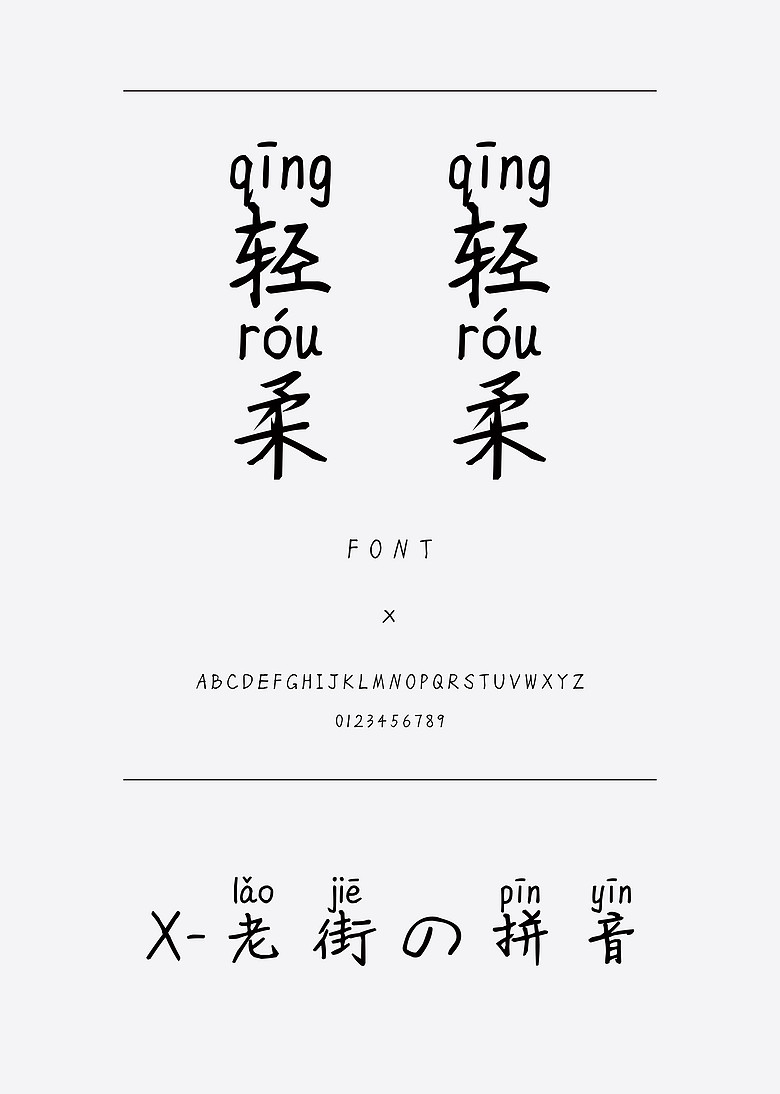 qīng qīng
轻 轻
róu róu
柔 柔
FONT
x
ABCDEFGHIJKLMNOPQRSTUVWXYZ
0123456789
lǎo jiē pīn yīn
X-老街の拼音